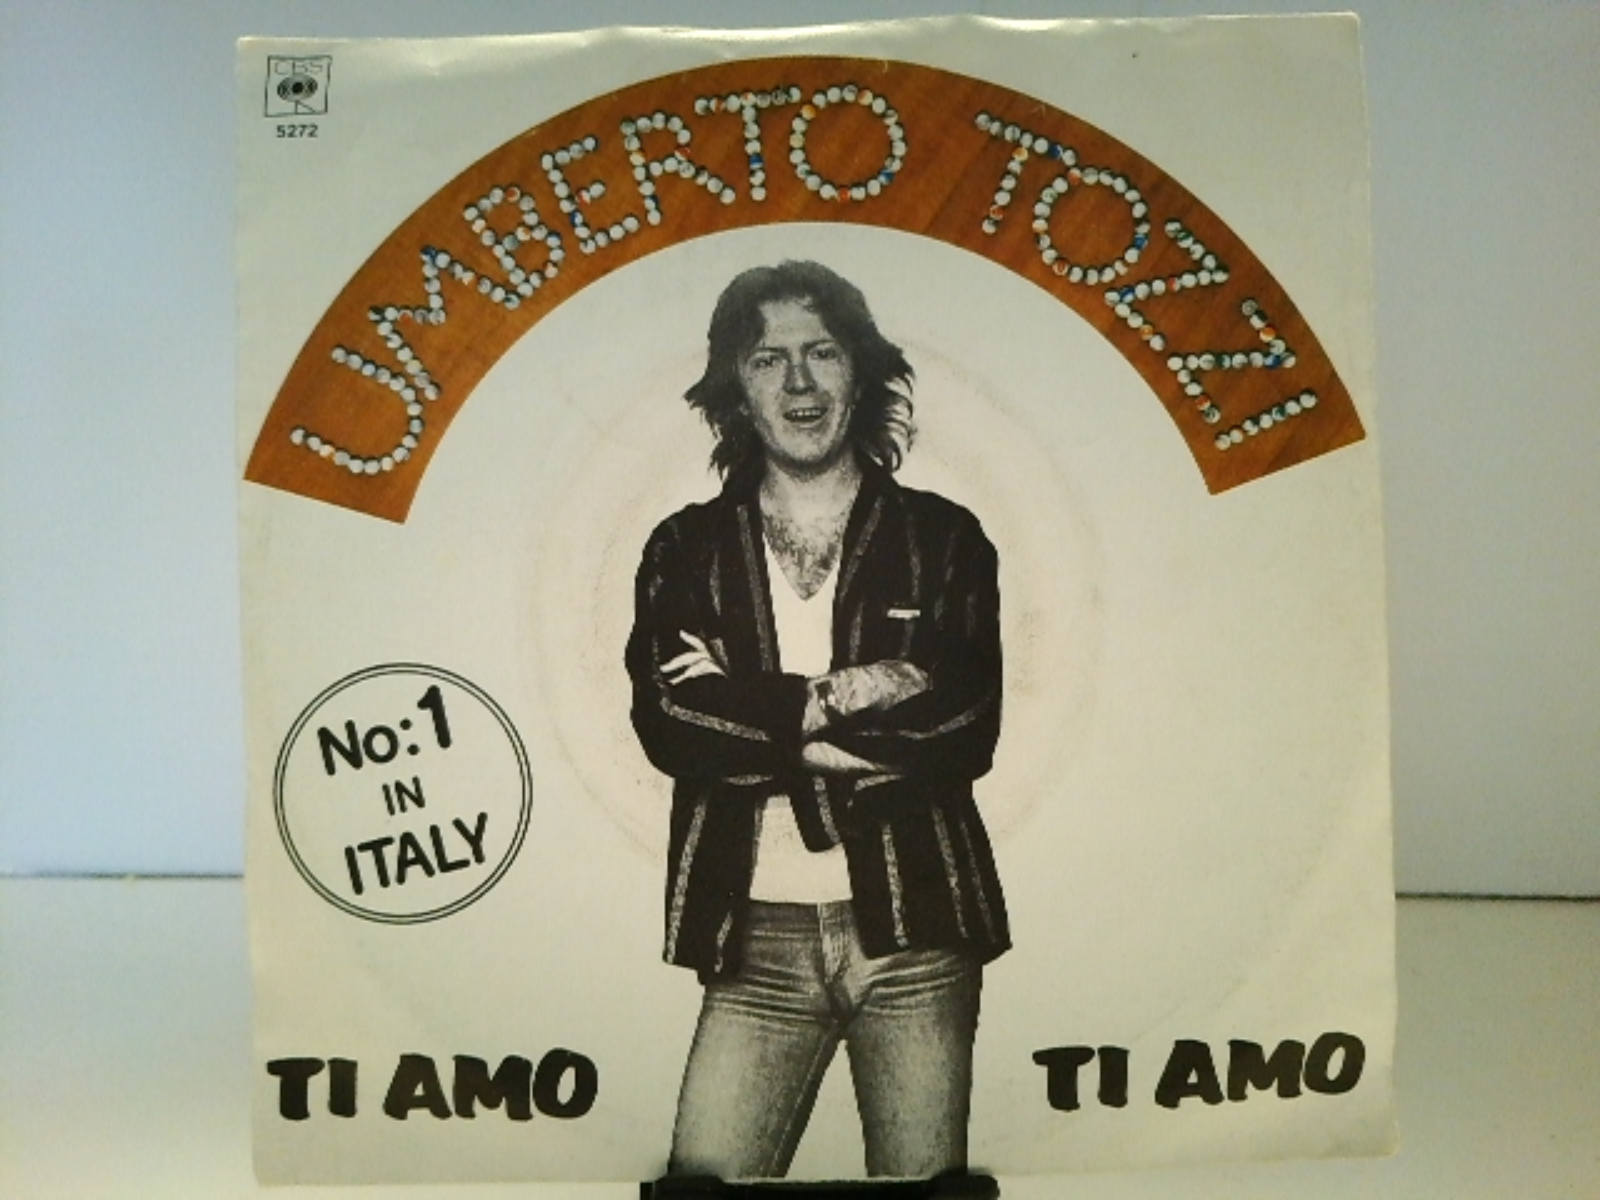 CBS
5272
UMBERTO TOZZI
No:1
IN
ITALY
TI AMO
TI AMO